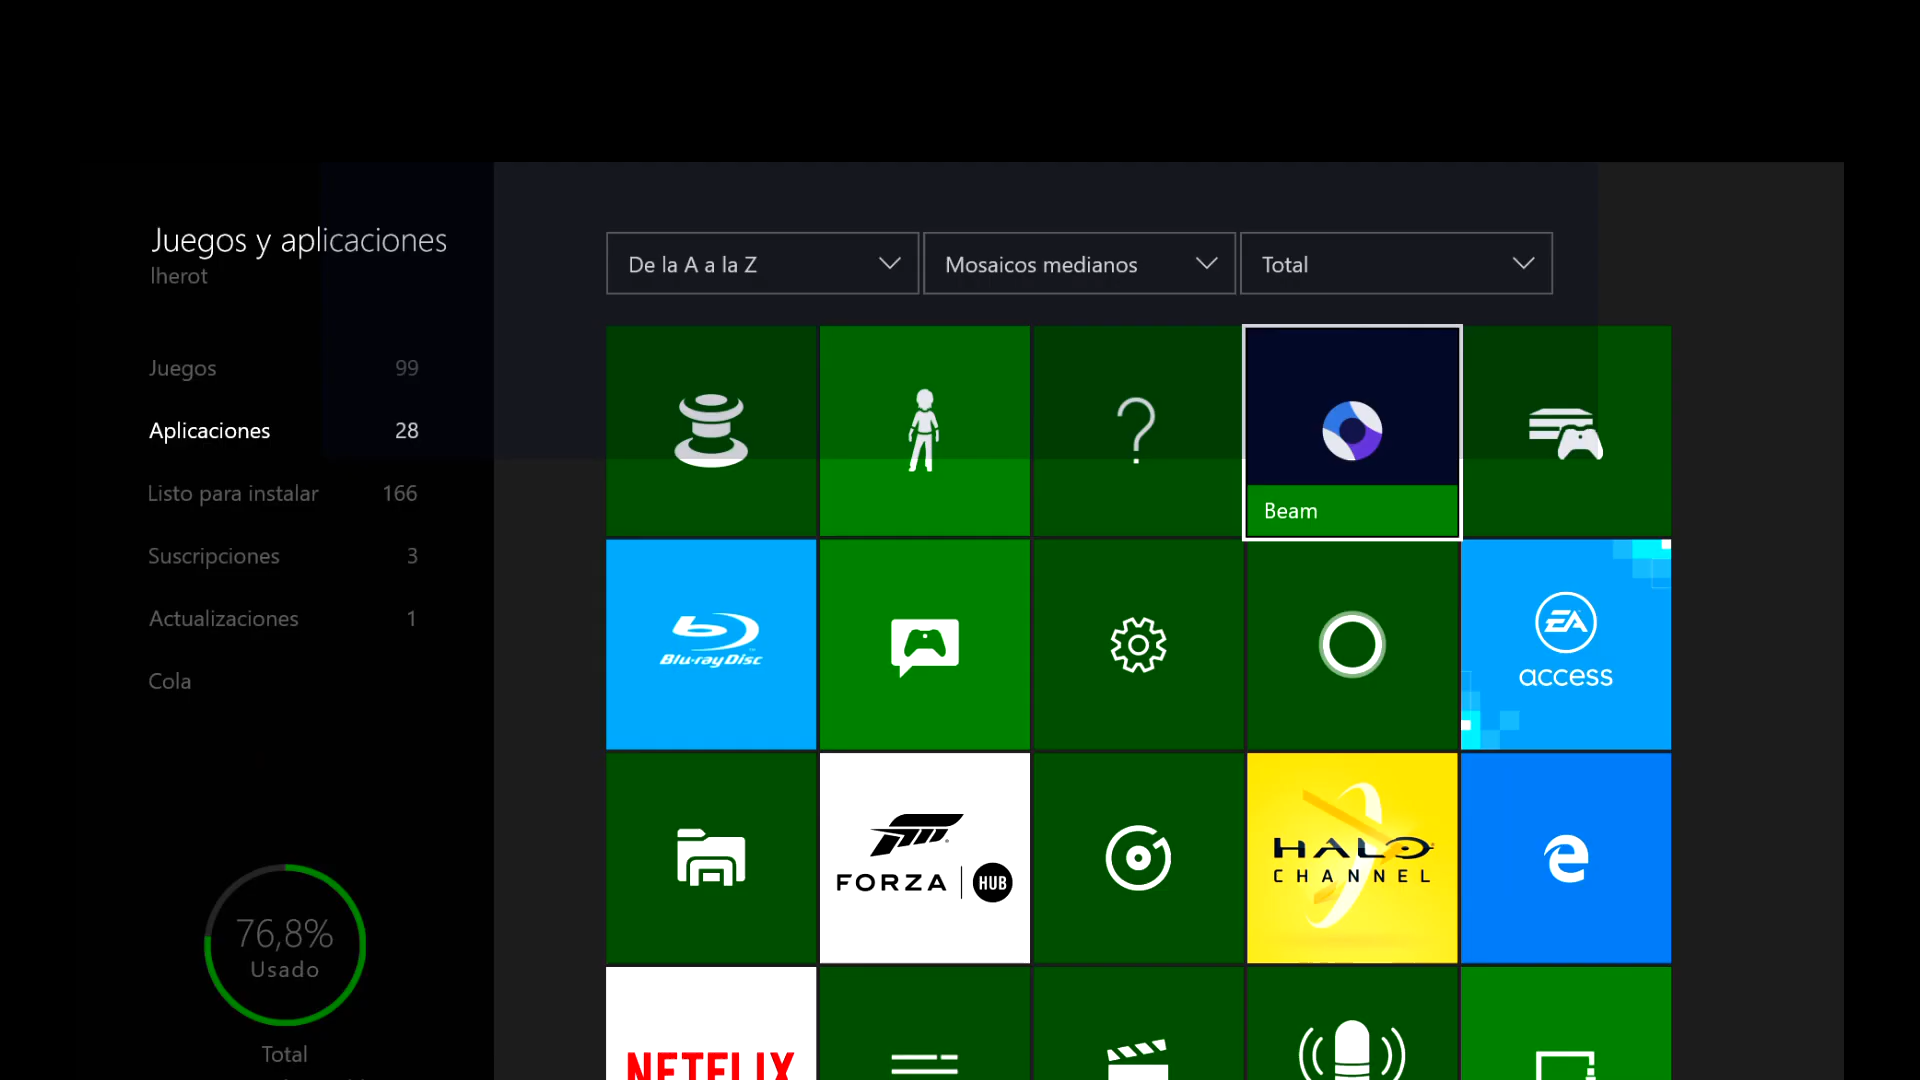 Juegos y aplicaciones
lherot
Juegos 99
Aplicaciones 28
Listo para instalar 166
Suscripciones 3
Actualizaciones 1
Cola
76,8%
Usado
Total
De la A a la Z
Mosaicos medianos
Total
?
Beam
Blu-ray Disc
EA
access
FORZA HUB
HALO
CHANNEL
NETFLIX